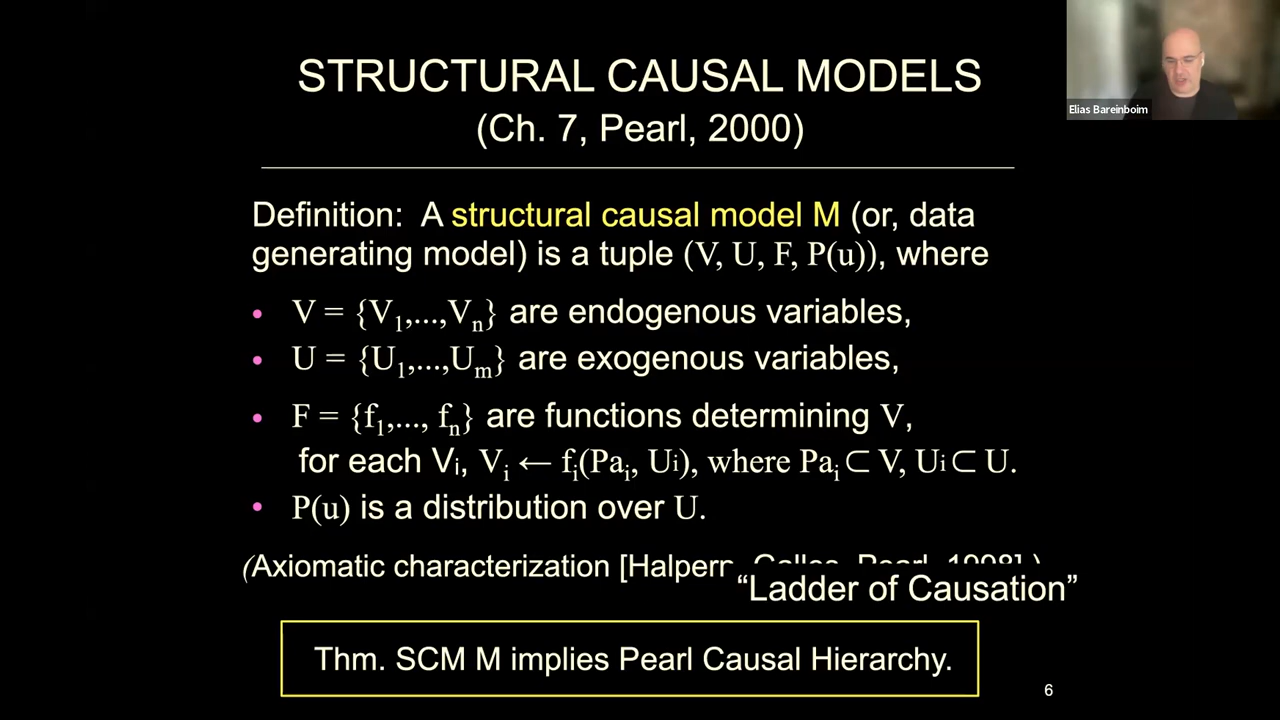 STRUCTURAL CAUSAL MODELS
(Ch. 7, Pearl, 2000)
Elias Bareinboim
Definition: A structural causal model M (or, data
generating model) is a tuple (V, U, F, P(u)), where
• V = {V1,...,Vn} are endogenous variables,
• U = {U1,...,Um} are exogenous variables,
• F = {f1,..., fn} are functions determining V,
for each Vi, Vi ← fi(Pai, Ui), where Pai ⊂ V, Ui ⊂ U.
• P(u) is a distribution over U.
(Axiomatic characterization [Halpern, Galles, Pearl, 1998].)
“Ladder of Causation”
Thm. SCM M implies Pearl Causal Hierarchy.
6